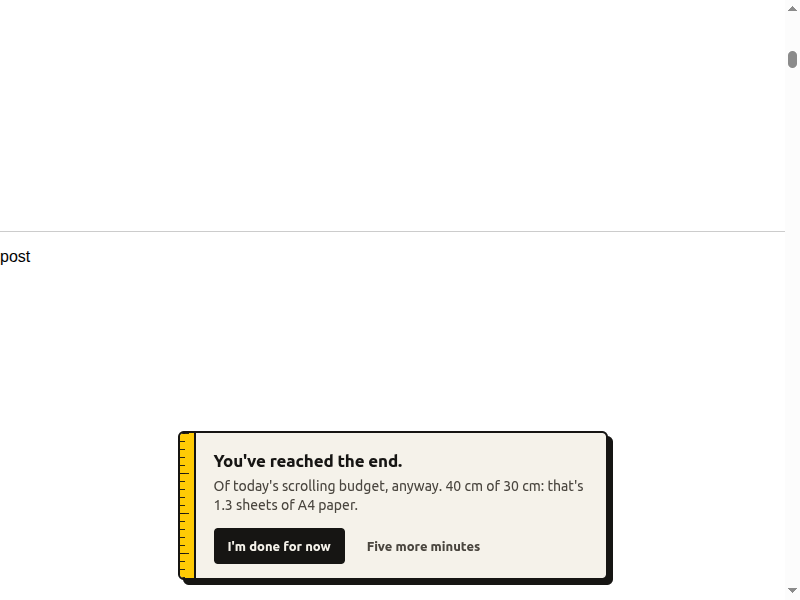 post
You've reached the end.
Of today's scrolling budget, anyway. 40 cm of 30 cm: that's
1.3 sheets of A4 paper.
I'm done for now
Five more minutes